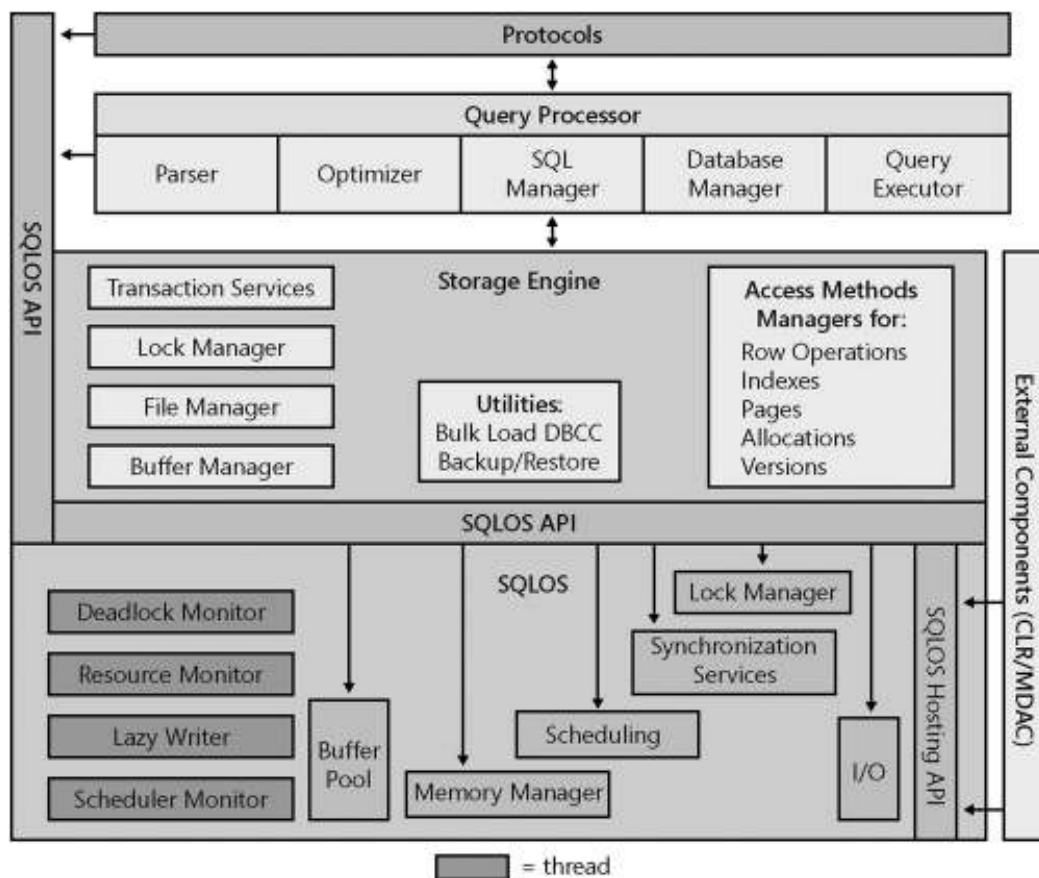 Protocols
Query Processor
Parser
Optimizer
SQL
Manager
Database
Manager
Query
Executor
SQLOS API
Storage Engine
Transaction Services
Lock Manager
File Manager
Buffer Manager
Utilities:
Bulk Load DBCC
Backup/Restore
Access Methods
Managers for:
Row Operations
Indexes
Pages
Allocations
Versions
External Components (CLR/MDAC)
SQLOS API
SQLOS
Deadlock Monitor
Resource Monitor
Lazy Writer
Scheduler Monitor
Buffer
Pool
Memory Manager
Scheduling
Synchronization
Services
Lock Manager
I/O
SQLOS Hosting API
= thread